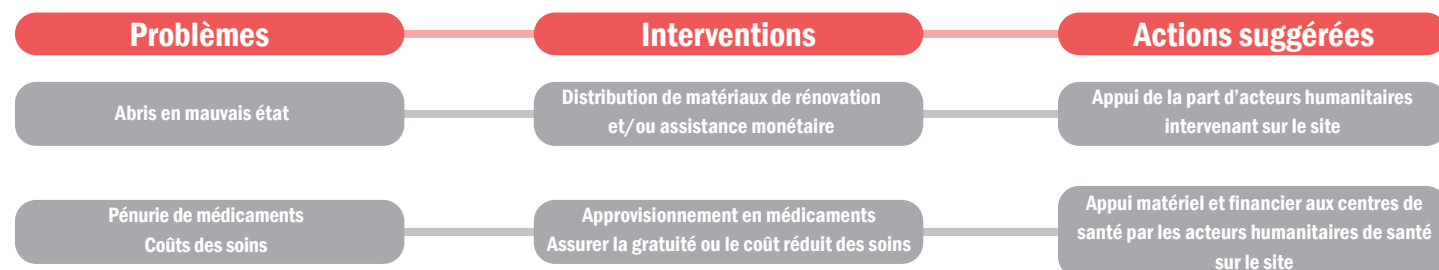 Problèmes
Interventions
Actions suggérées
Abris en mauvais état
Distribution de matériaux de rénovation
et/ou assistance monétaire
Appui de la part d'acteurs humanitaires
intervenant sur le site
Pénurie de médicaments
Coûts des soins
Approvisionnement en médicaments
Assurer la gratuité ou le coût réduit des soins
Appui matériel et financier aux centres de
santé par les acteurs humanitaires de santé
sur le site